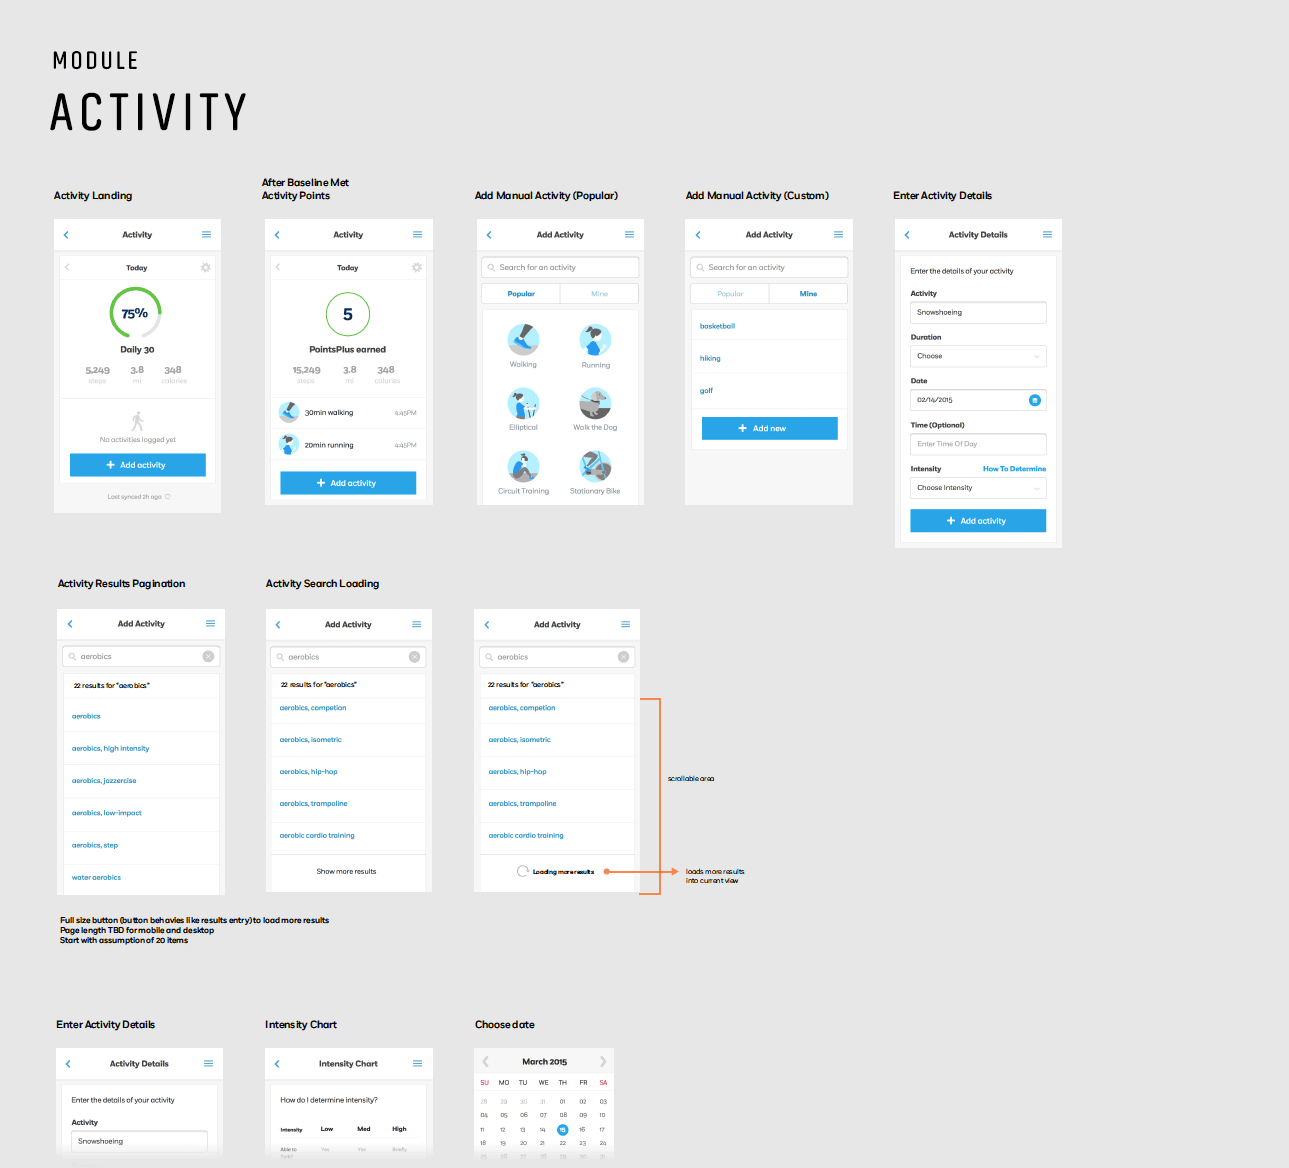 MODULE
ACTIVITY
Activity Landing
After Baseline Met
Activity Points
Add Manual Activity (Popular)
Add Manual Activity (Custom)
Enter Activity Details
Activity
Today
75%
Daily 30
5,249 3.8 348
steps mi calories
No activities logged yet
+ Add activity
Last synced 2h ago
Activity
Today
5
PointsPlus earned
15,249 3.8 348
steps mi calories
30min walking 4:45PM
20min running 4:45PM
+ Add activity
Add Activity
Search for an activity
Popular Mine
Walking Running
Elliptical Walk the Dog
Circuit Training Stationary Bike
Add Activity
Search for an activity
Popular Mine
basketball
hiking
golf
+ Add new
Activity Details
Enter the details of your activity
Activity
Snowshoeing
Duration
Choose
Date
02/14/2015
Time (Optional)
Enter Time Of Day
Intensity How To Determine
Choose Intensity
+ Add activity
Activity Results Pagination
Activity Search Loading
Add Activity
aerobics
22 results for "aerobics"
aerobics
aerobics, high intensity
aerobics, jazzercise
aerobics, low-impact
aerobics, step
water aerobics
Add Activity
aerobics
22 results for "aerobics"
aerobics, competion
aerobics, isometric
aerobics, hip-hop
aerobics, trampoline
aerobic cardio training
Show more results
Add Activity
aerobics
22 results for "aerobics"
aerobics, competion
aerobics, isometric
aerobics, hip-hop
aerobics, trampoline
aerobic cardio training
Loading more results
scrollable area
loads more results
into current view
Full size button (button behavies like results entry) to load more results
Page length TBD for mobile and desktop
Start with assumption of 20 items
Enter Activity Details
Intensity Chart
Choose date
Activity Details
Enter the details of your activity
Activity
Snowshoeing
Intensity Chart
How do I determine intensity?
Intensity Low Med High
Able to Yes Yes Briefly
talk?
March 2015
SU MO TU WE TH FR SA
28 29 30 31 01 02 03
04 05 06 07 08 09 10
11 12 13 14 15 16 17
18 19 20 21 22 23 24
25 26 27 28 29 30 31